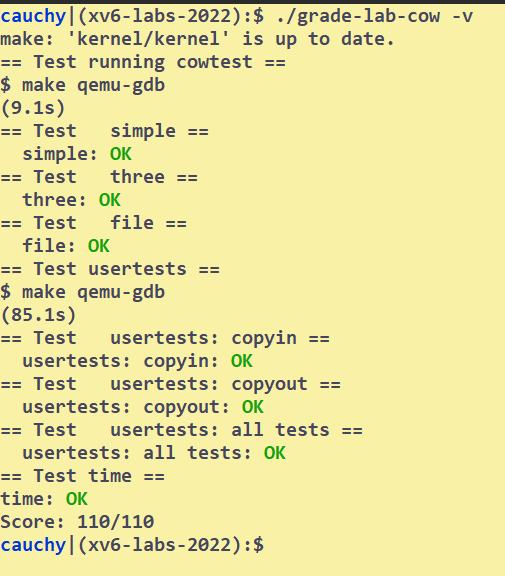 cauchy|(xv6-labs-2022):$ ./grade-lab-cow -v
make: 'kernel/kernel' is up to date.
== Test running cowtest ==
$ make qemu-gdb
(9.1s)
== Test   simple ==
  simple: OK
== Test   three ==
  three: OK
== Test   file ==
  file: OK
== Test usertests ==
$ make qemu-gdb
(85.1s)
== Test   usertests: copyin ==
  usertests: copyin: OK
== Test   usertests: copyout ==
  usertests: copyout: OK
== Test   usertests: all tests ==
  usertests: all tests: OK
== Test time ==
time: OK
Score: 110/110
cauchy|(xv6-labs-2022):$